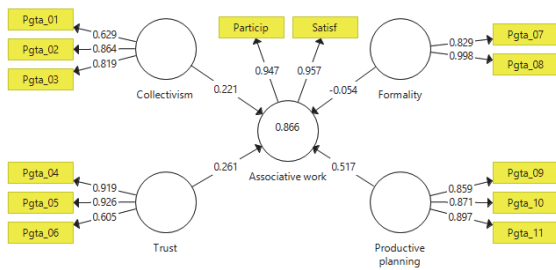 Pgta_01
0.629
Pgta_02
0.864
Pgta_03
0.819
Collectivism
0.221
Particip
Satisf
0.947
0.957
0.866
Associative work
Pgta_07
0.829
Pgta_08
0.998
Formality
-0.054
Pgta_04
0.919
Pgta_05
0.926
Pgta_06
0.605
Trust
0.261
0.517
Pgta_09
0.859
Pgta_10
0.871
Pgta_11
0.897
Productive
planning